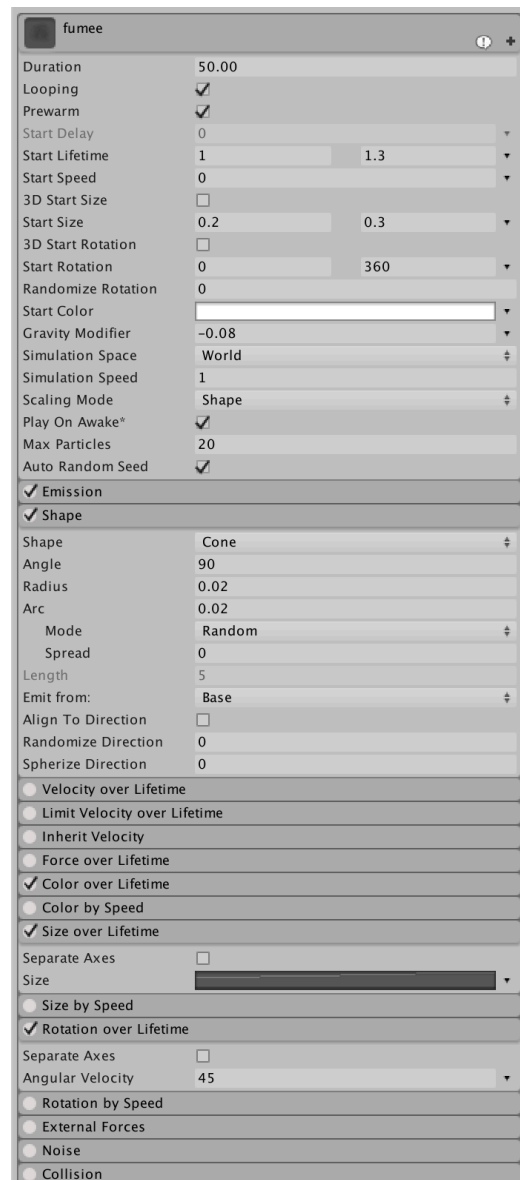 fumee
Duration 50.00
Looping
Prewarm
Start Delay 0
Start Lifetime 1 1.3
Start Speed 0
3D Start Size
Start Size 0.2 0.3
3D Start Rotation
Start Rotation 0 360
Randomize Rotation 0
Start Color
Gravity Modifier -0.08
Simulation Space World
Simulation Speed 1
Scaling Mode Shape
Play On Awake*
Max Particles 20
Auto Random Seed
Emission
Shape
Shape Cone
Angle 90
Radius 0.02
Arc 0.02
Mode Random
Spread 0
Length 5
Emit from: Base
Align To Direction
Randomize Direction 0
Spherize Direction 0
Velocity over Lifetime
Limit Velocity over Lifetime
Inherit Velocity
Force over Lifetime
Color over Lifetime
Color by Speed
Size over Lifetime
Separate Axes
Size
Size by Speed
Rotation over Lifetime
Separate Axes
Angular Velocity 45
Rotation by Speed
External Forces
Noise
Collision